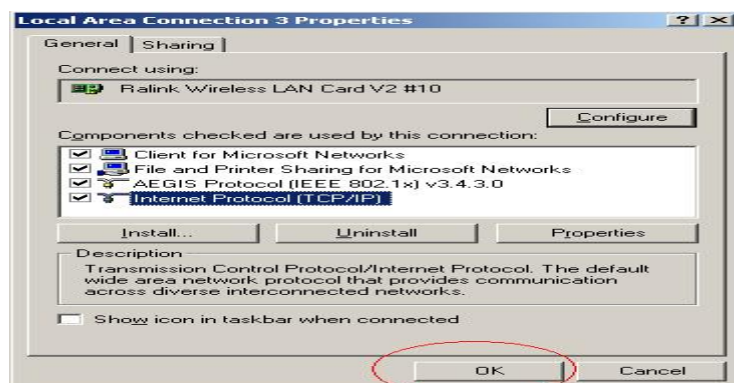 Local Area Connection 3 Properties
General
Sharing
Connect using:
Ralink Wireless LAN Card V2 #10
Configure
Components checked are used by this connection:
Client for Microsoft Networks
File and Printer Sharing for Microsoft Networks
AEGIS Protocol (IEEE 802.1x) v3.4.3.0
Internet Protocol (TCP/IP)
Install...
Uninstall
Properties
Description
Transmission Control Protocol/Internet Protocol. The default
wide area network protocol that provides communication
across diverse interconnected networks.
Show icon in taskbar when connected
OK
Cancel